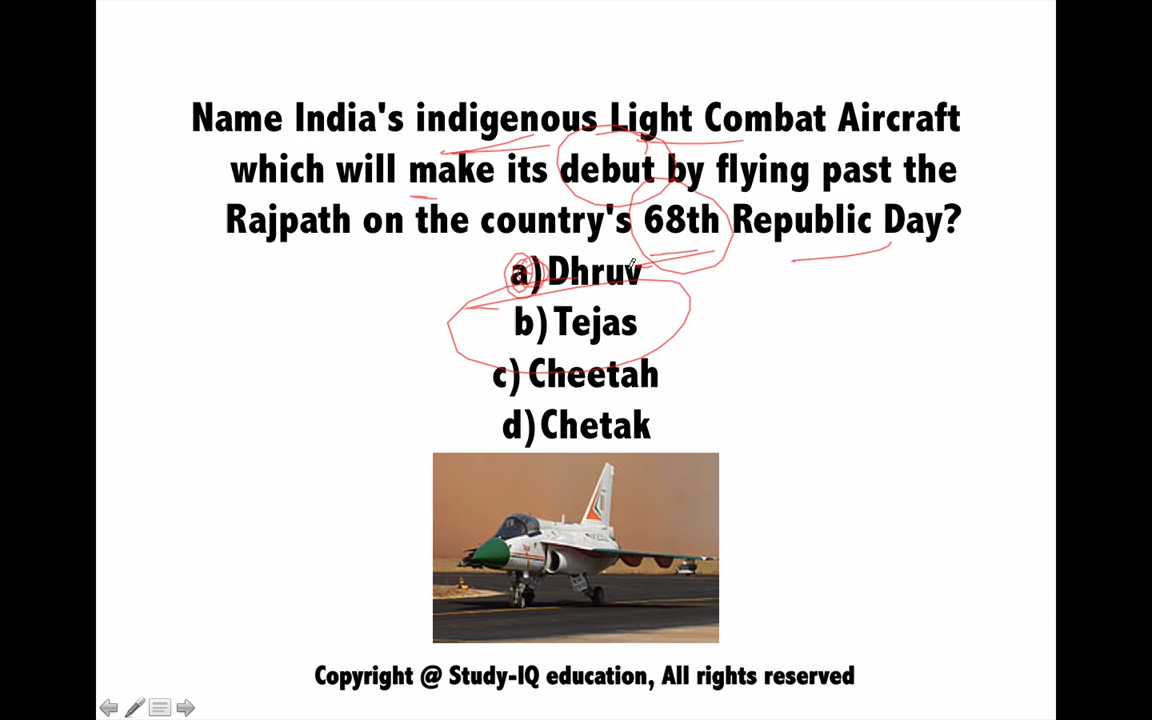 Name India's indigenous Light Combat Aircraft
which will make its debut by flying past the
Rajpath on the country's 68th Republic Day?
a) Dhruv
b) Tejas
c) Cheetah
d) Chetak
Copyright @ Study-IQ education, All rights reserved